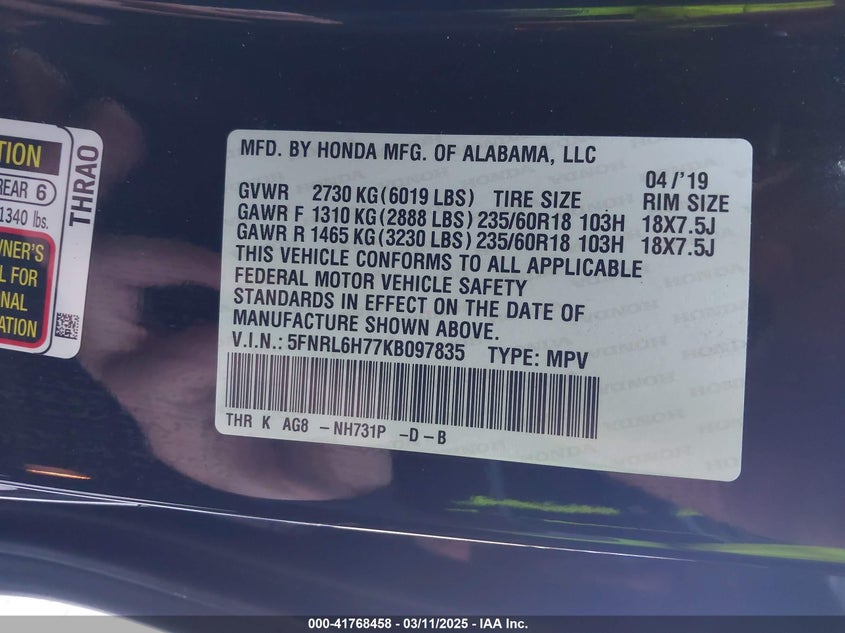 TION
REAR 6
1340 lbs.
WNER'S
L FOR
NAL
ATION
THRAO
MFD. BY HONDA MFG. OF ALABAMA, LLC
04/'19
GVWR 2730 KG(6019 LBS) TIRE SIZE RIM SIZE
GAWR F 1310 KG(2888 LBS) 235/60R18 103H 18X7.5J
GAWR R 1465 KG(3230 LBS) 235/60R18 103H 18X7.5J
THIS VEHICLE CONFORMS TO ALL APPLICABLE
FEDERAL MOTOR VEHICLE SAFETY
STANDARDS IN EFFECT ON THE DATE OF
MANUFACTURE SHOWN ABOVE.
V.I.N.: 5FNRL6H77KB097835 TYPE: MPV
THR K AG8 -NH731P -D-B
000-41768458 - 03/11/2025 - IAA Inc.